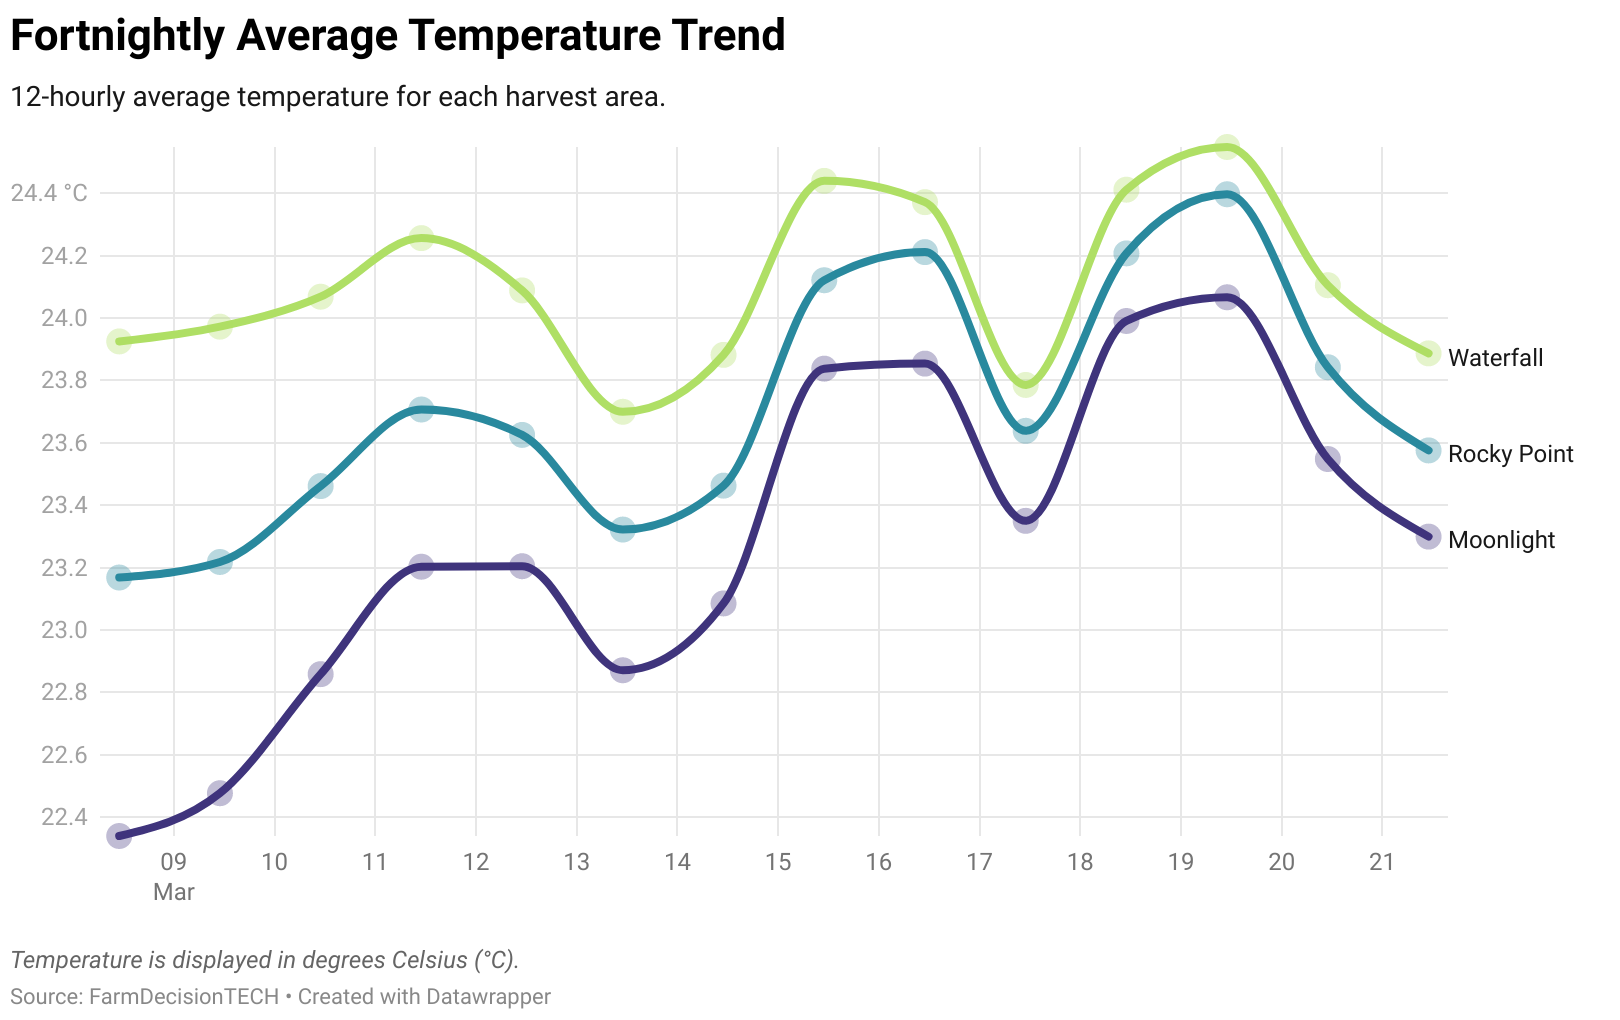 Fortnightly Average Temperature Trend
12-hourly average temperature for each harvest area.
24.4 °C
24.2
24.0
23.8
23.6
23.4
23.2
23.0
22.8
22.6
22.4
Waterfall
Rocky Point
Moonlight
09 10 11 12 13 14 15 16 17 18 19 20 21
Mar
Temperature is displayed in degrees Celsius (°C).
Source: FarmDecisionTECH • Created with Datawrapper